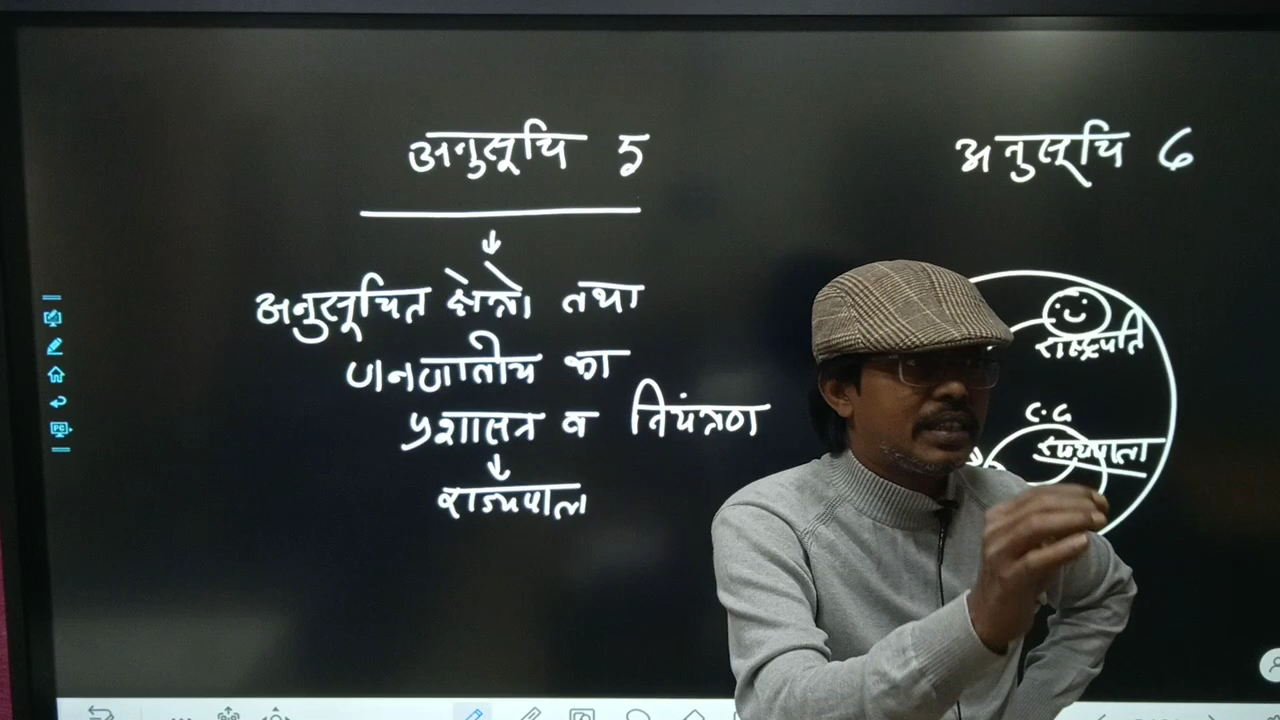 अनुसूचि 5
↓
अनुसूचित क्षेत्रो तथा
जनजातीय का
प्रशासन व नियंत्रण
↓
राज्यपाल
अनुसूचि 6
राष्ट्रपति
C.G
राज्यपाल